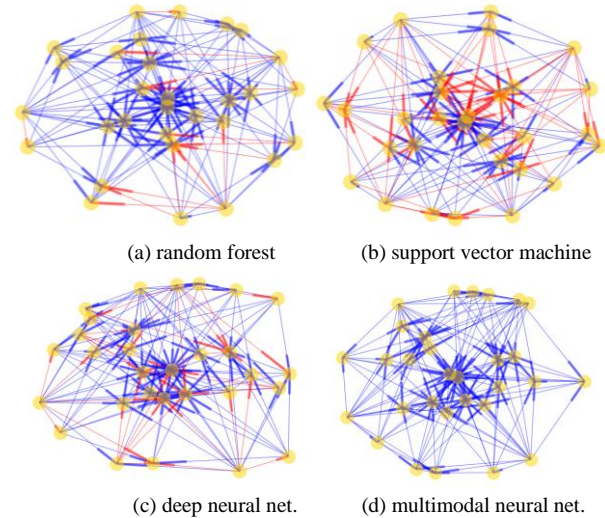 (a) random forest
(b) support vector machine
(c) deep neural net.
(d) multimodal neural net.